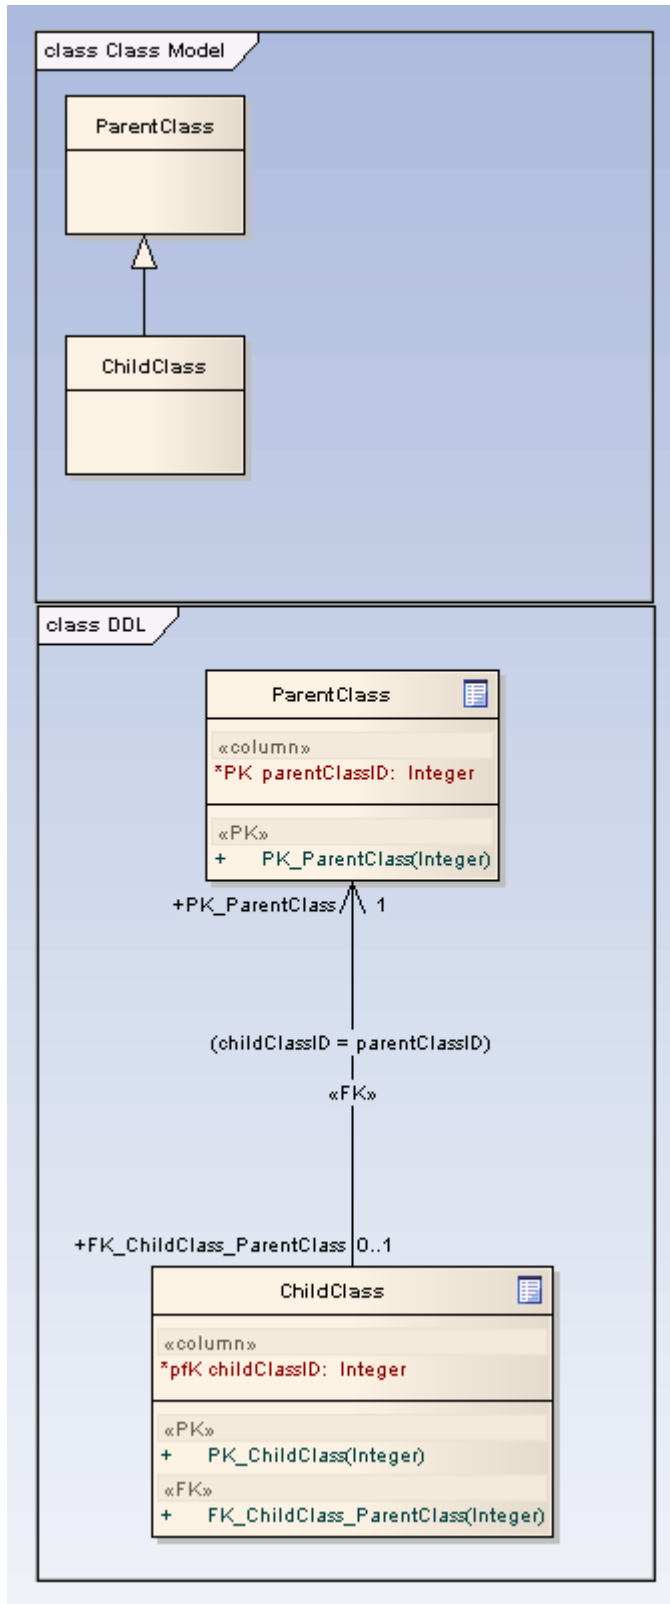 class Class Model
ParentClass
ChildClass
class DDL
ParentClass
«column»
*PK parentClassID: Integer
«PK»
+ PK_ParentClass(Integer)
+PK_ParentClass 1
(childClassID = parentClassID)
«FK»
+FK_ChildClass_ParentClass 0..1
ChildClass
«column»
*pfK childClassID: Integer
«PK»
+ PK_ChildClass(Integer)
«FK»
+ FK_ChildClass_ParentClass(Integer)